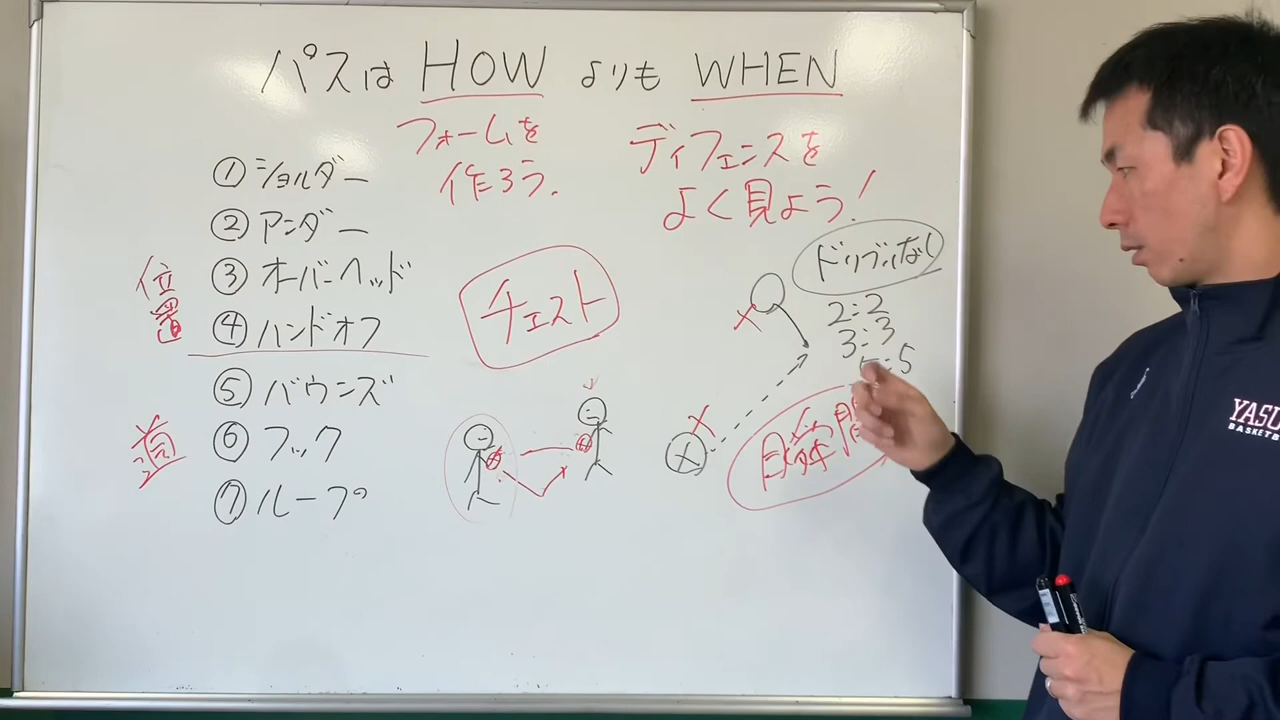 パスは HOW よりも WHEN
フォームを
作ろう.
ディフェンスを
よく見よう!
① ショルダー
② アンダー
③ オーバーヘッド
④ ハンドオフ
⑤ バウンズ
⑥ フック
⑦ ループ
位置
道
チェスト
ドリブルなし
2:2
3:3
5:5
瞬間
YASU
BASKETB